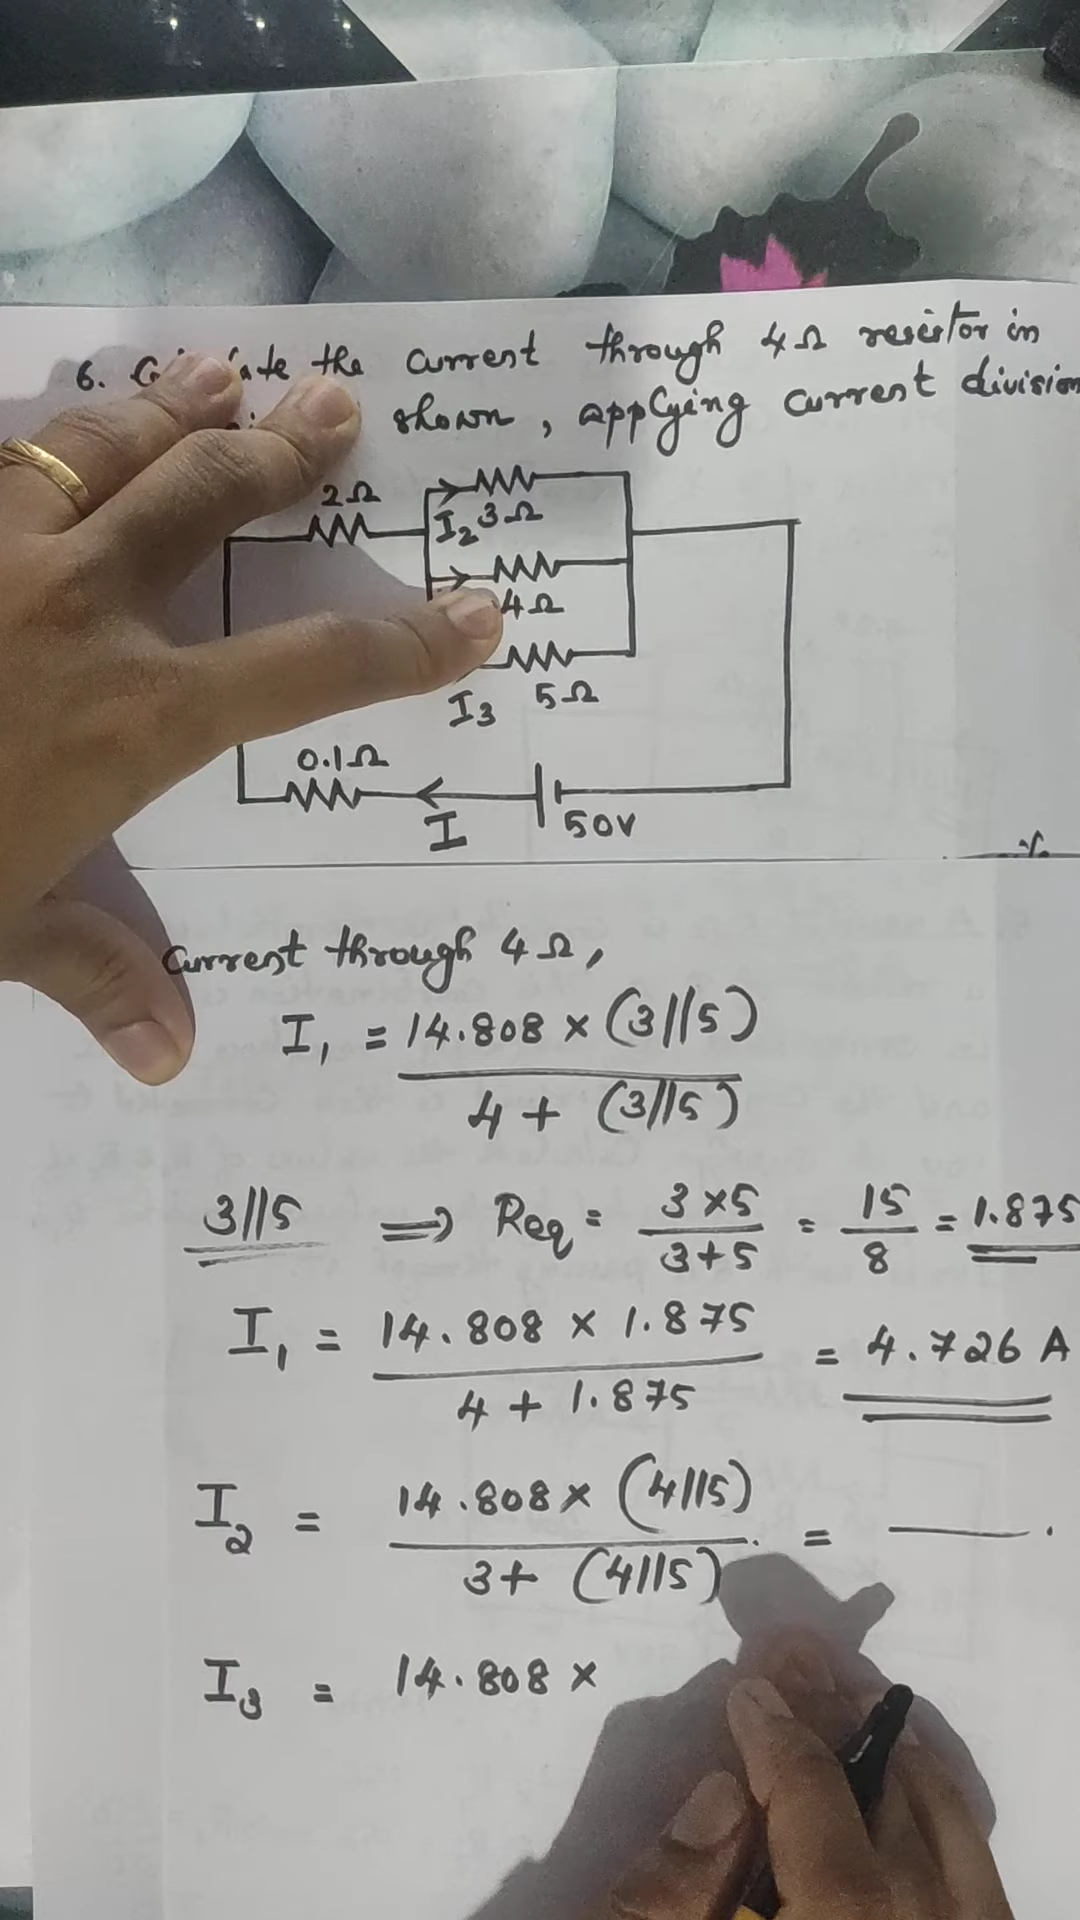 6. the current through 4Ω resistor in
shown, applying current division
2Ω
I₂ 3Ω
4Ω
I₃ 5Ω
0.1Ω
I 50V
Current through 4Ω,
I₁ = 14.808 × (3||5)
4 + (3||5)
3||5 ⟹ Req = 3×5 = 15 = 1.875
3+5 8
I₁ = 14.808 × 1.875 = 4.726 A
4 + 1.875
I₂ = 14.808 × (4||5) = ___.
3+ (4||5)
I₃ = 14.808 ×